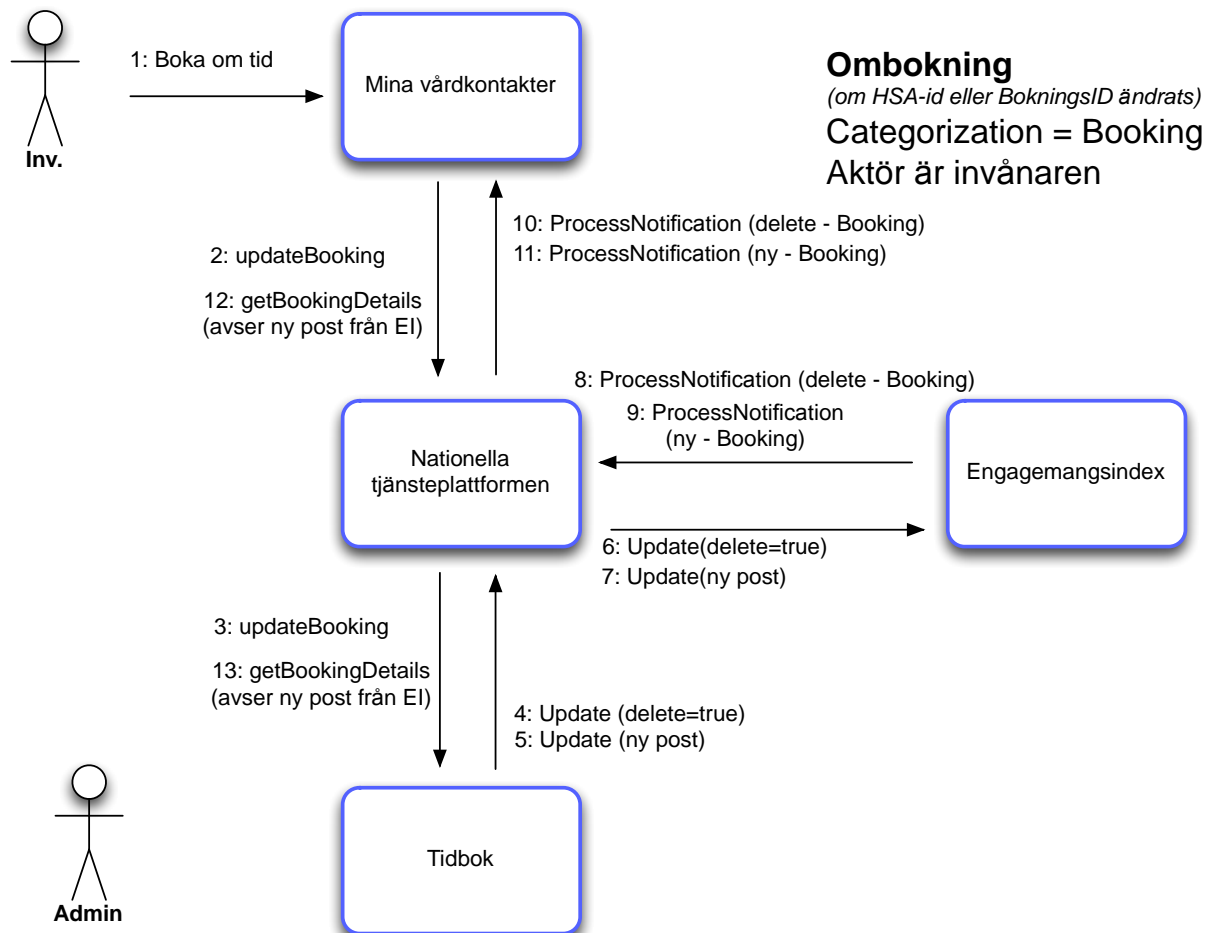 1: Boka om tid
Inv.
Mina vårdkontakter
Ombokning
(om HSA-id eller BokningsID ändrats)
Categorization = Booking
Aktör är invånaren
10: ProcessNotification (delete - Booking)
11: ProcessNotification (ny - Booking)
2: updateBooking
12: getBookingDetails
(avser ny post från EI)
8: ProcessNotification (delete - Booking)
9: ProcessNotification
(ny - Booking)
Nationella
tjänsteplattformen
Engagemangsindex
6: Update(delete=true)
7: Update(ny post)
3: updateBooking
13: getBookingDetails
(avser ny post från EI)
4: Update (delete=true)
5: Update (ny post)
Tidbok
Admin